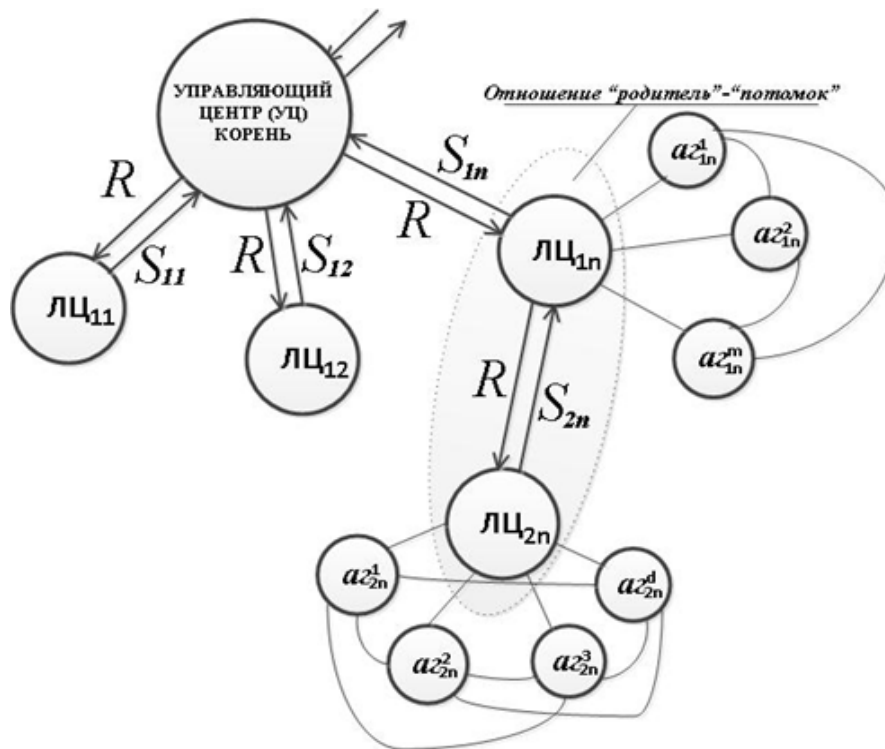 УПРАВЛЯЮЩИЙ
ЦЕНТР (УЦ)
КОРЕНЬ
Отношение “родитель”-“потомок”
S1n
R
аг1n1
аг1n2
аг1nm
ЛЦ1n
R
S11
R
S12
ЛЦ11
ЛЦ12
R
S2n
ЛЦ2n
аг2n1
аг2nd
аг2n2
аг2n3